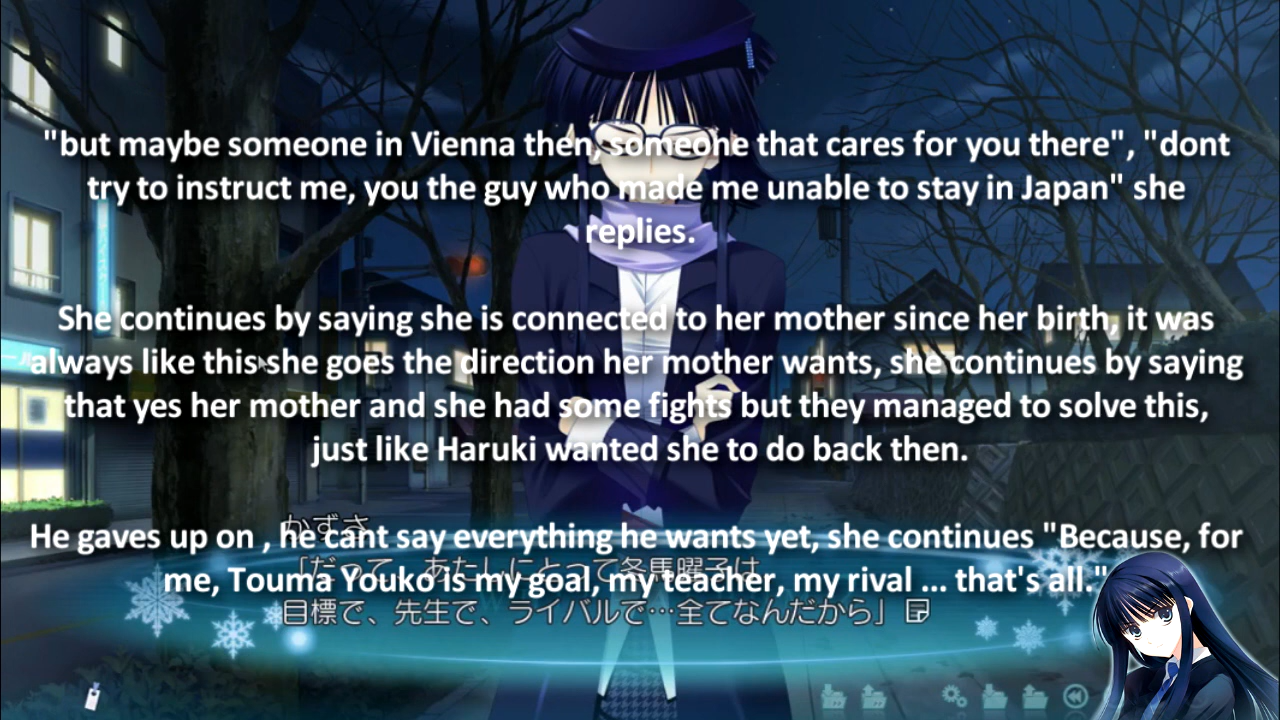 "but maybe someone in Vienna then, someone that cares for you there", "dont
try to instruct me, you the guy who made me unable to stay in Japan" she
replies.
She continues by saying she is connected to her mother since her birth, it was
always like this she goes the direction her mother wants, she continues by saying
that yes her mother and she had some fights but they managed to solve this,
just like Haruki wanted she to do back then.
He gaves up on , he cant say everything he wants yet, she continues "Because, for
me, Touma Youko is my goal, my teacher, my rival ... that's all."
かずさ
「だって、あたしにとって冬馬曜子は、
目標で、先生で、ライバルで…全てなんだから」